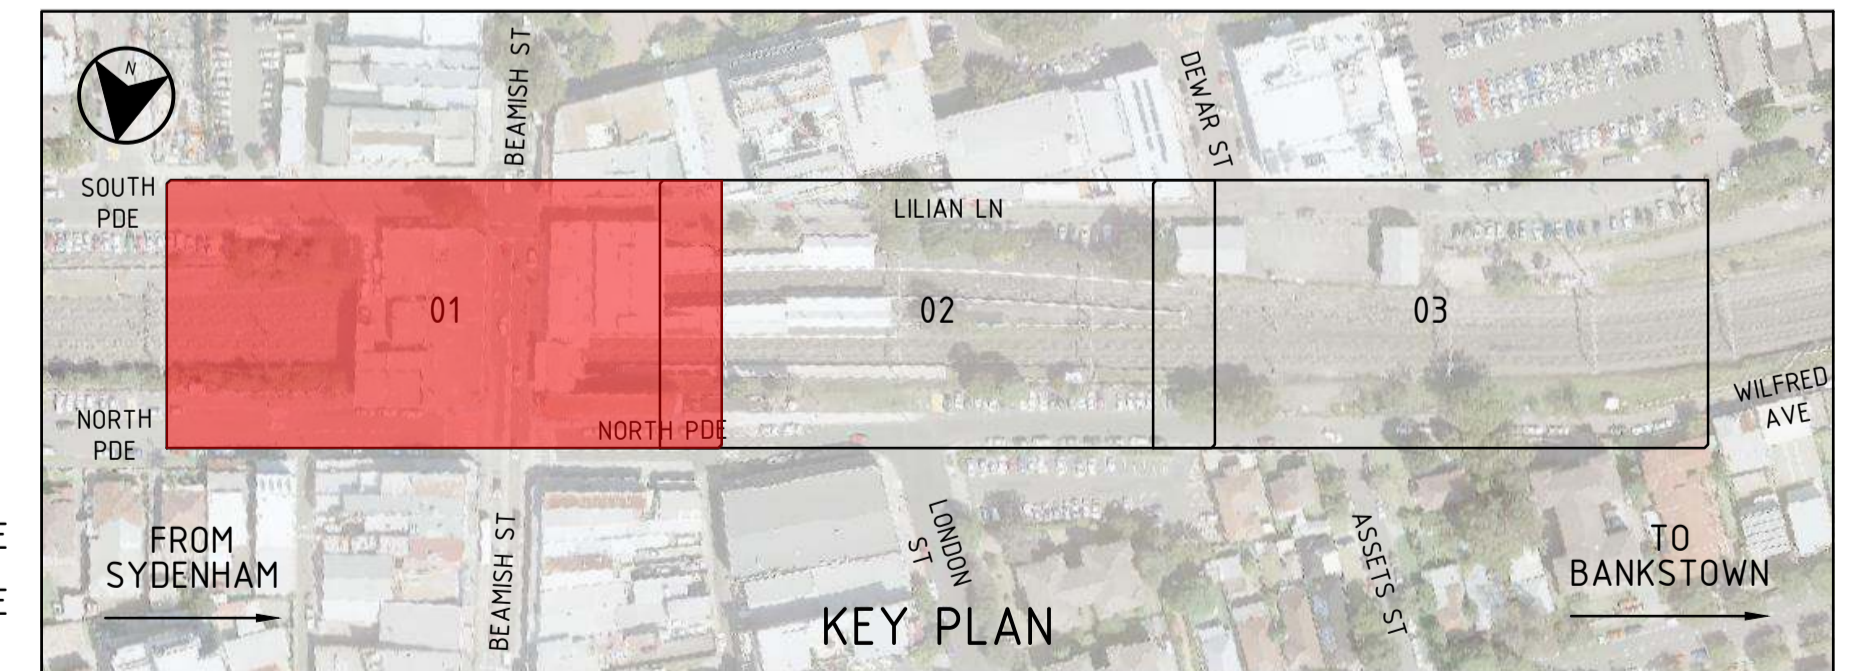 N
BEAMISH ST
DEWAR ST
SOUTH
PDE
LILIAN LN
01
02
03
NORTH
PDE
NORTH PDE
WILFRED
AVE
FROM
SYDENHAM
BEAMISH ST
LONDON
ST
ASSETS ST
TO
BANKSTOWN
KEY PLAN
E
E